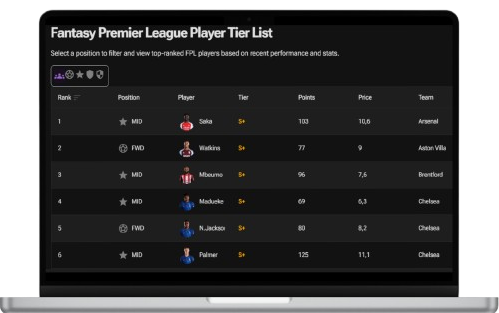 Fantasy Premier League Player Tier List
Select a position to filter and view top-ranked FPL players based on recent performance and stats.
Rank Position Player Tier Points Price Team
1 MID Saka S+ 103 10,6 Arsenal
2 FWD Watkins S+ 77 9 Aston Villa
3 MID Mbeumo S+ 96 7,6 Brentford
4 MID Madueke S+ 69 6,3 Chelsea
5 FWD N.Jackson S+ 80 8,2 Chelsea
6 MID Palmer S+ 125 11,1 Chelsea